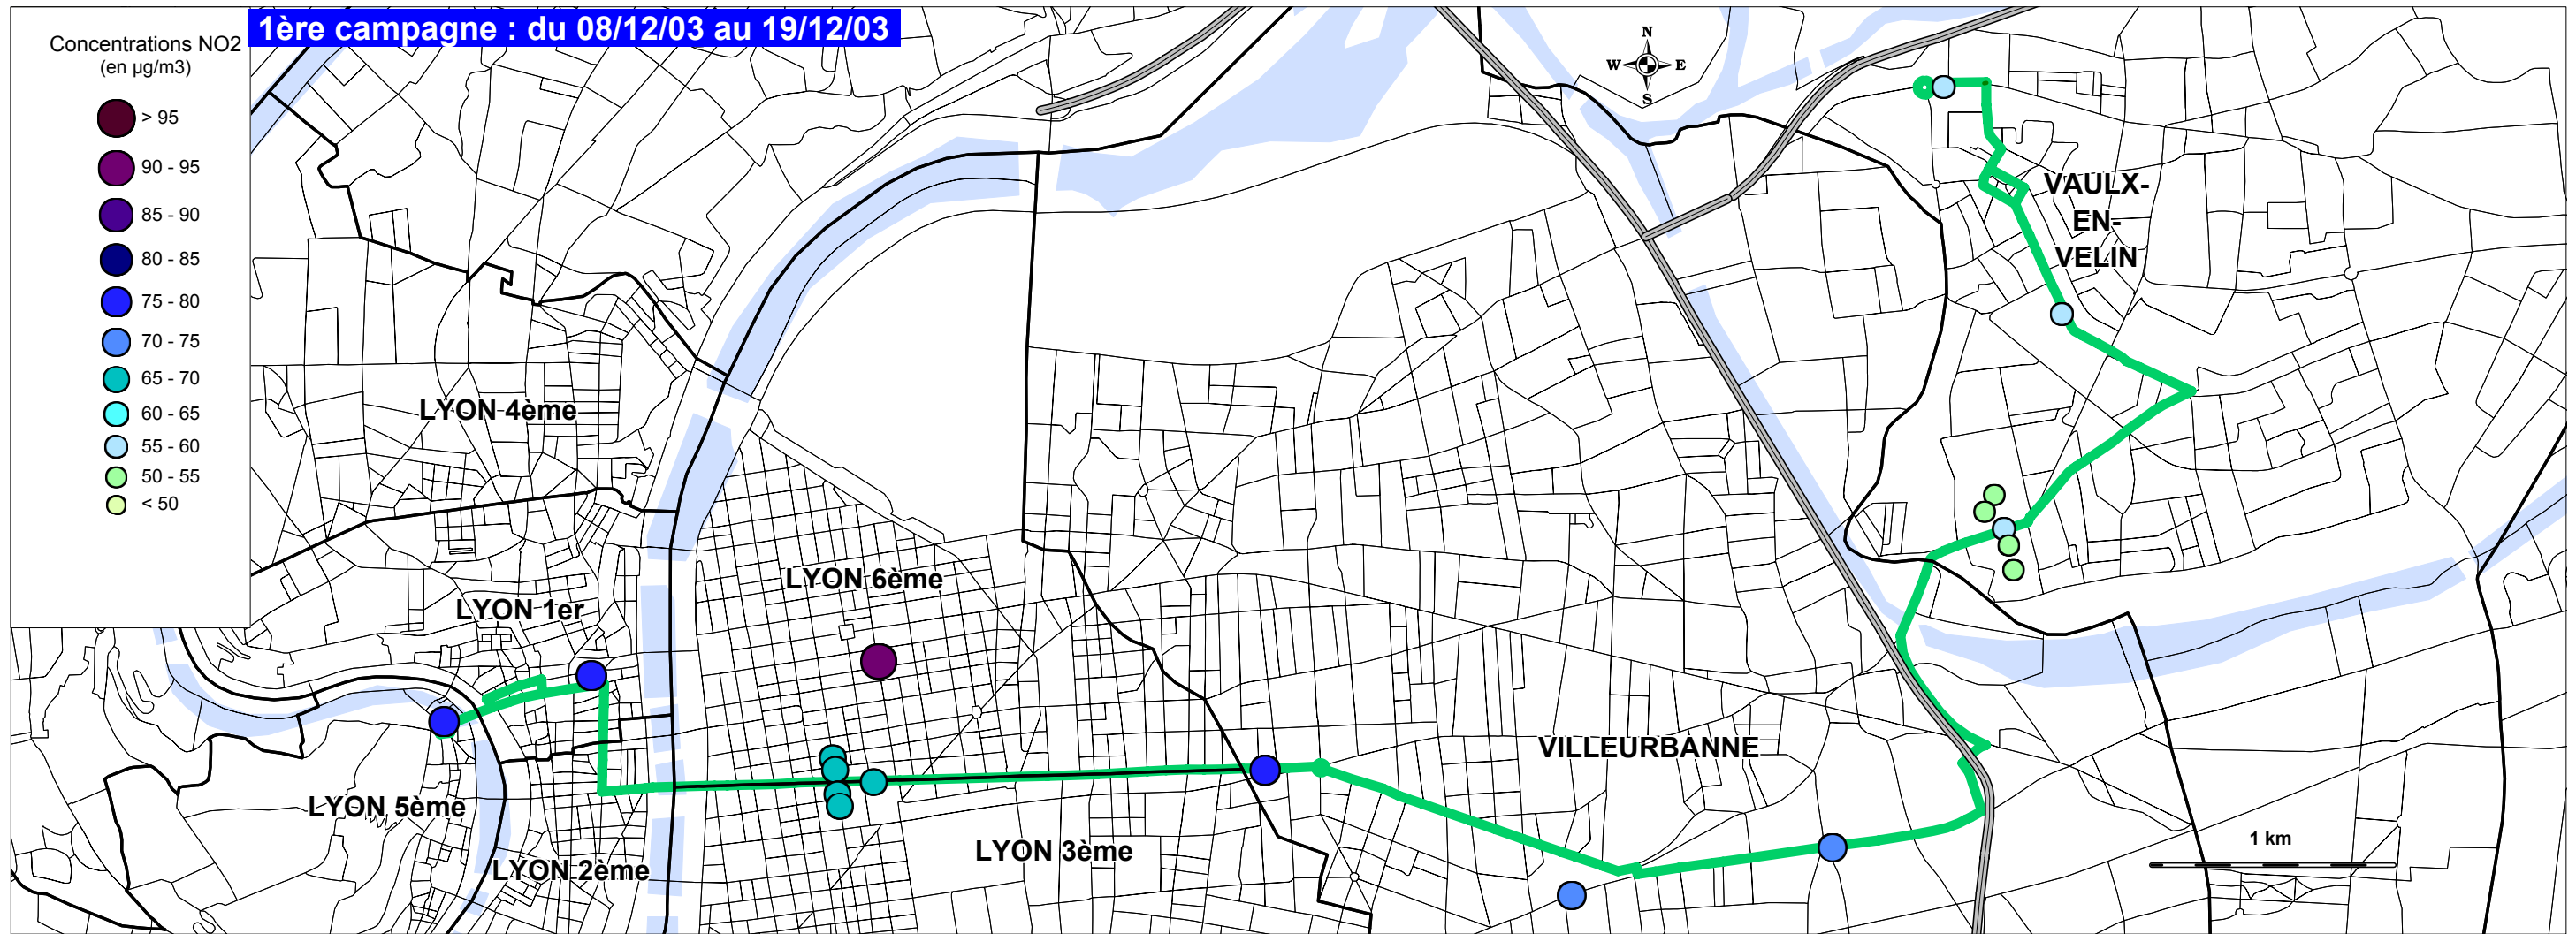 1ère campagne : du 08/12/03 au 19/12/03
Concentrations NO2
(en µg/m3)
> 95
90 - 95
85 - 90
80 - 85
75 - 80
70 - 75
65 - 70
60 - 65
55 - 60
50 - 55
< 50
N
W E
S
VAULX-
EN-
VELIN
LYON 4ème
LYON 6ème
LYON 1er
VILLEURBANNE
LYON 5ème
LYON 3ème
LYON 2ème
1 km